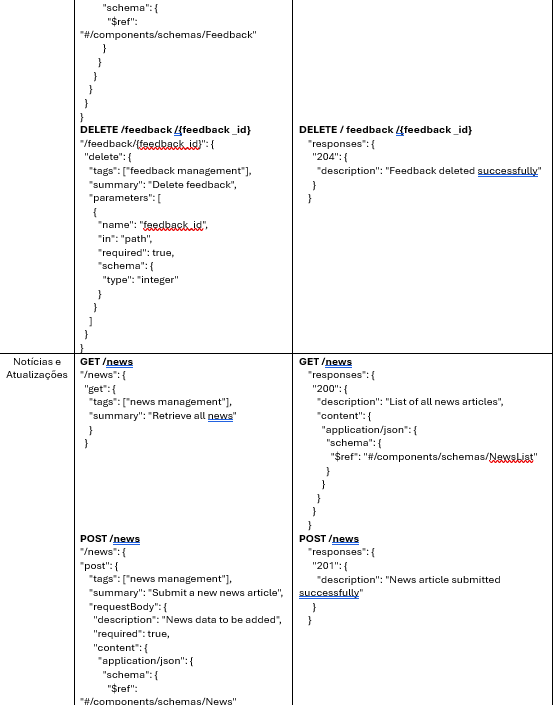 "schema": {
"$ref":
"#/components/schemas/Feedback"
}
}
}
}
}
}
DELETE /feedback /{feedback _id}
"/feedback/{feedback_id}": {
"delete": {
"tags": ["feedback management"],
"summary": "Delete feedback",
"parameters": [
{
"name": "feedback_id",
"in": "path",
"required": true,
"schema": {
"type": "integer"
}
}
]
}
DELETE / feedback /{feedback _id}
"responses": {
"204": {
"description": "Feedback deleted successfully"
}
}
Notícias e
Atualizações
GET /news
"/news": {
"get": {
"tags": ["news management"],
"summary": "Retrieve all news"
}
}
POST /news
"/news": {
"post": {
"tags": ["news management"],
"summary": "Submit a new news article",
"requestBody": {
"description": "News data to be added",
"required": true,
"content": {
"application/json": {
"schema": {
"$ref":
"#/components/schemas/News"
GET /news
"responses": {
"200": {
"description": "List of all news articles",
"content": {
"application/json": {
"schema": {
"$ref": "#/components/schemas/NewsList"
}
}
}
}
}
POST /news
"responses": {
"201": {
"description": "News article submitted
successfully"
}
}